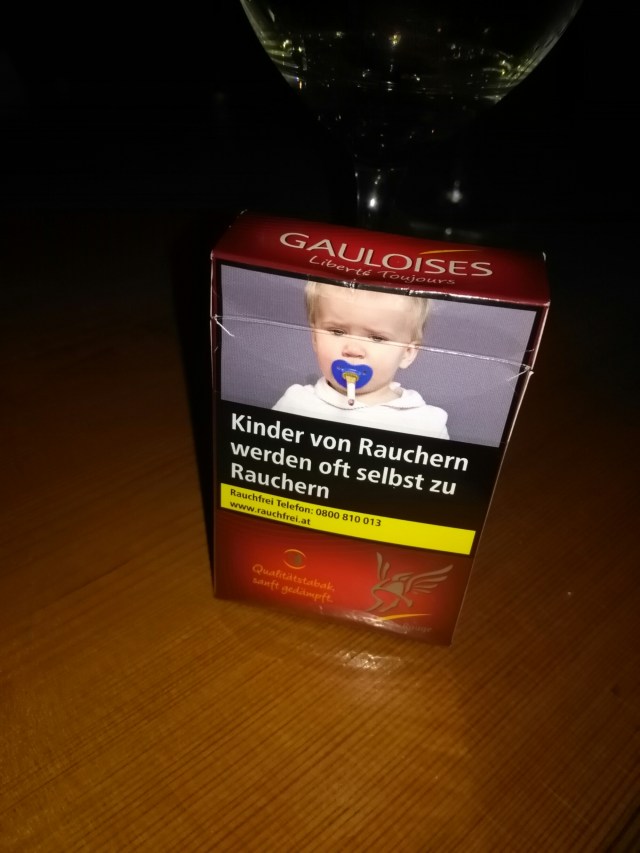 GAULOISES
Liberté Toujours
Kinder von Rauchern
werden oft selbst zu
Rauchern
Rauchfrei Telefon: 0800 810 013
www.rauchfrei.at
Qualitätstabak,
sanft gedämpft.